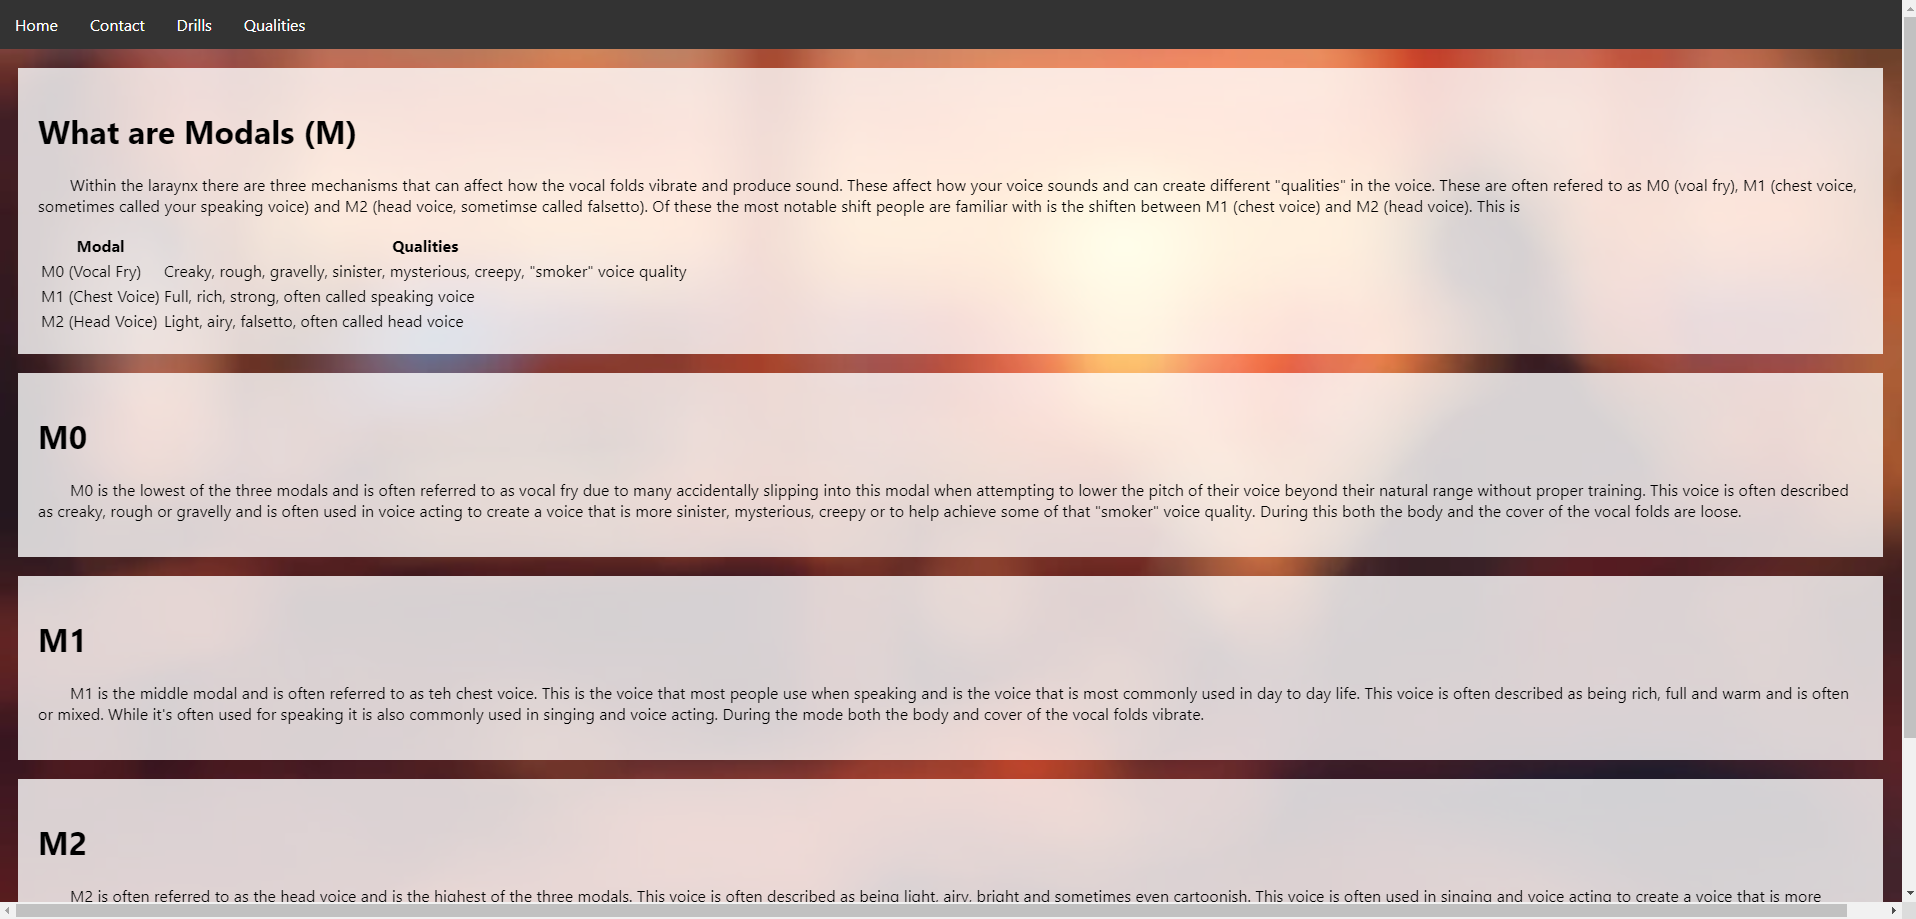 Home Contact Drills Qualities
What are Modals (M)
Within the laraynx there are three mechanisms that can affect how the vocal folds vibrate and produce sound. These affect how your voice sounds and can create different "qualities" in the voice. These are often refered to as M0 (voal fry), M1 (chest voice,
sometimes called your speaking voice) and M2 (head voice, sometimse called falsetto). Of these the most notable shift people are familiar with is the shiften between M1 (chest voice) and M2 (head voice). This is
Modal Qualities
M0 (Vocal Fry) Creaky, rough, gravelly, sinister, mysterious, creepy, "smoker" voice quality
M1 (Chest Voice) Full, rich, strong, often called speaking voice
M2 (Head Voice) Light, airy, falsetto, often called head voice
M0
M0 is the lowest of the three modals and is often referred to as vocal fry due to many accidentally slipping into this modal when attempting to lower the pitch of their voice beyond their natural range without proper training. This voice is often described
as creaky, rough or gravelly and is often used in voice acting to create a voice that is more sinister, mysterious, creepy or to help achieve some of that "smoker" voice quality. During this both the body and the cover of the vocal folds are loose.
M1
M1 is the middle modal and is often referred to as teh chest voice. This is the voice that most people use when speaking and is the voice that is most commonly used in day to day life. This voice is often described as being rich, full and warm and is often
or mixed. While it's often used for speaking it is also commonly used in singing and voice acting. During the mode both the body and cover of the vocal folds vibrate.
M2
M2 is often referred to as the head voice and is the highest of the three modals. This voice is often described as being light, airy, bright and sometimes even cartoonish. This voice is often used in singing and voice acting to create a voice that is more